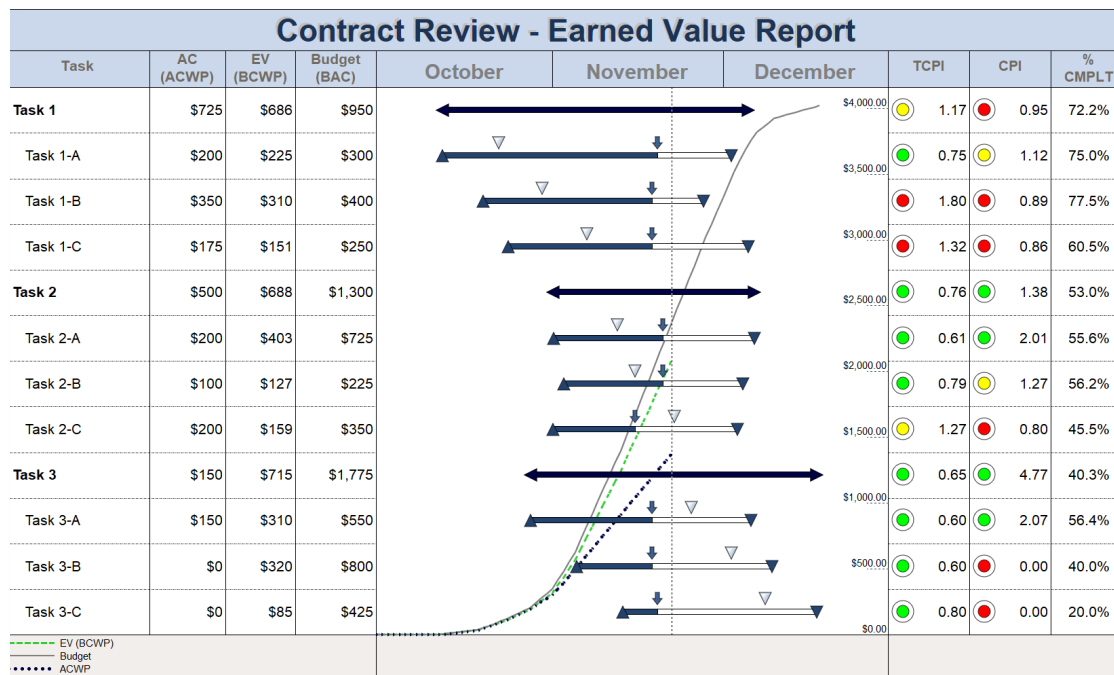 Contract Review - Earned Value Report
Task AC (ACWP) EV (BCWP) Budget (BAC) October November December TCPI CPI % CMPLT
Task 1 $725 $686 $950 $4,000.00 1.17 0.95 72.2%
Task 1-A $200 $225 $300 $3,500.00 0.75 1.12 75.0%
Task 1-B $350 $310 $400 1.80 0.89 77.5%
Task 1-C $175 $151 $250 $3,000.00 1.32 0.86 60.5%
Task 2 $500 $688 $1,300 $2,500.00 0.76 1.38 53.0%
Task 2-A $200 $403 $725 0.61 2.01 55.6%
Task 2-B $100 $127 $225 $2,000.00 0.79 1.27 56.2%
Task 2-C $200 $159 $350 $1,500.00 1.27 0.80 45.5%
Task 3 $150 $715 $1,775 0.65 4.77 40.3%
Task 3-A $150 $310 $550 $1,000.00 0.60 2.07 56.4%
Task 3-B $0 $320 $800 $500.00 0.60 0.00 40.0%
Task 3-C $0 $85 $425 $0.00 0.80 0.00 20.0%
EV (BCWP)
Budget
ACWP